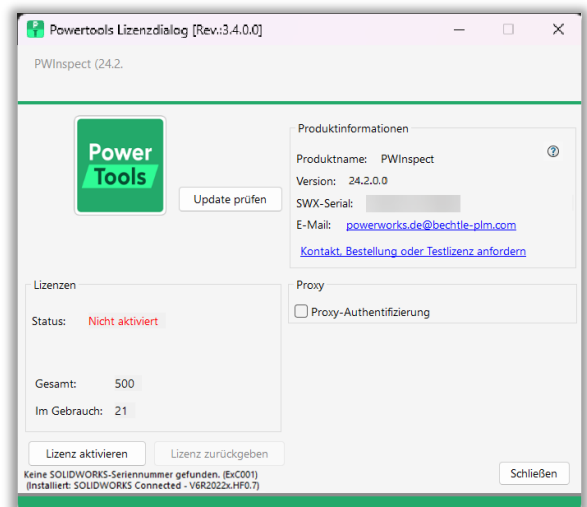 Powertools Lizenzdialog [Rev.:3.4.0.0]
PWInspect (24.2.
Power
Tools
Update prüfen
Produktinformationen
Produktname: PWInspect
Version: 24.2.0.0
SWX-Serial:
E-Mail: powerworks.de@bechtle-plm.com
Kontakt, Bestellung oder Testlizenz anfordern
Lizenzen
Status: Nicht aktiviert
Gesamt: 500
Im Gebrauch: 21
Proxy
Proxy-Authentifizierung
Lizenz aktivieren
Lizenz zurückgeben
Keine SOLIDWORKS-Seriennummer gefunden. (ExC001)
(Installiert: SOLIDWORKS Connected - V6R2022x.HF0.7)
Schließen